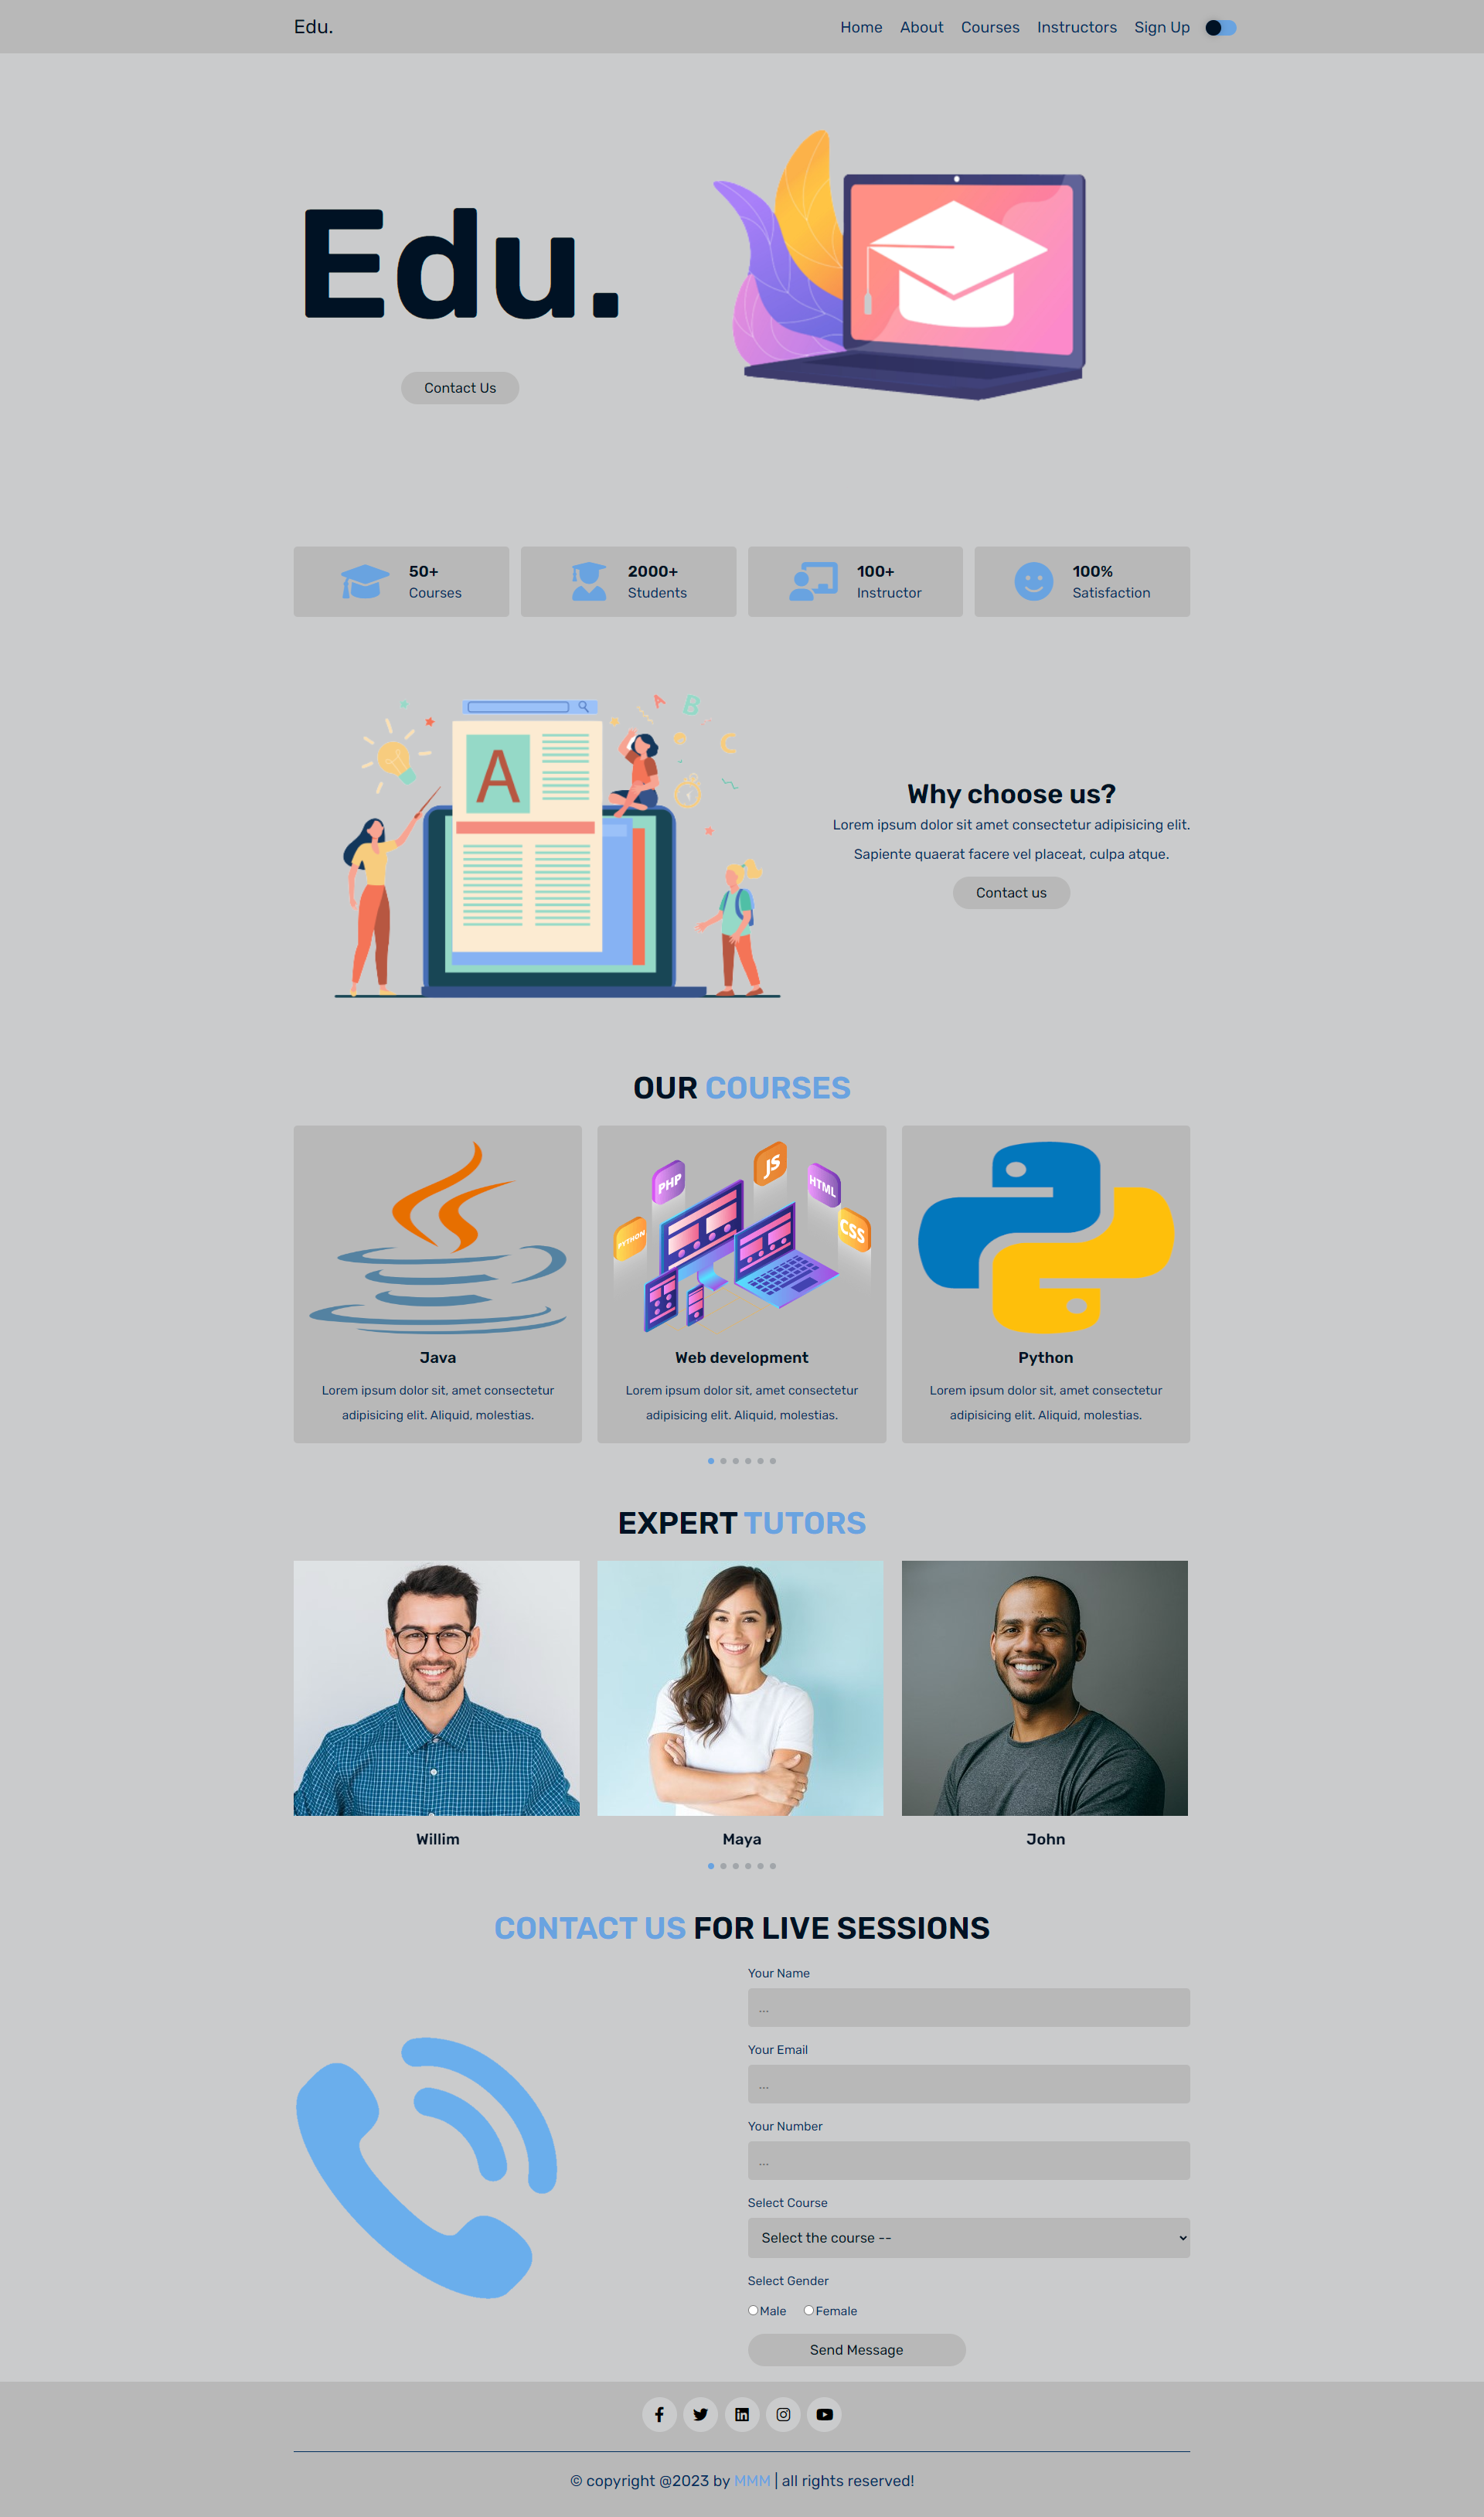 Edu.
Home About Courses Instructors Sign Up
Edu.
Contact Us
50+
Courses
2000+
Students
100+
Instructor
100%
Satisfaction
A
A
B
C
Why choose us?
Lorem ipsum dolor sit amet consectetur adipisicing elit.
Sapiente quaerat facere vel placeat, culpa atque.
Contact us
OUR COURSES
PHP
JS
HTML
PYTHON
CSS
Java
Lorem ipsum dolor sit, amet consectetur
adipisicing elit. Aliquid, molestias.
Web development
Lorem ipsum dolor sit, amet consectetur
adipisicing elit. Aliquid, molestias.
Python
Lorem ipsum dolor sit, amet consectetur
adipisicing elit. Aliquid, molestias.
EXPERT TUTORS
Willim
Maya
John
CONTACT US FOR LIVE SESSIONS
Your Name
...
Your Email
...
Your Number
...
Select Course
Select the course --
Select Gender
Male Female
Send Message
© copyright @2023 by MMM | all rights reserved!